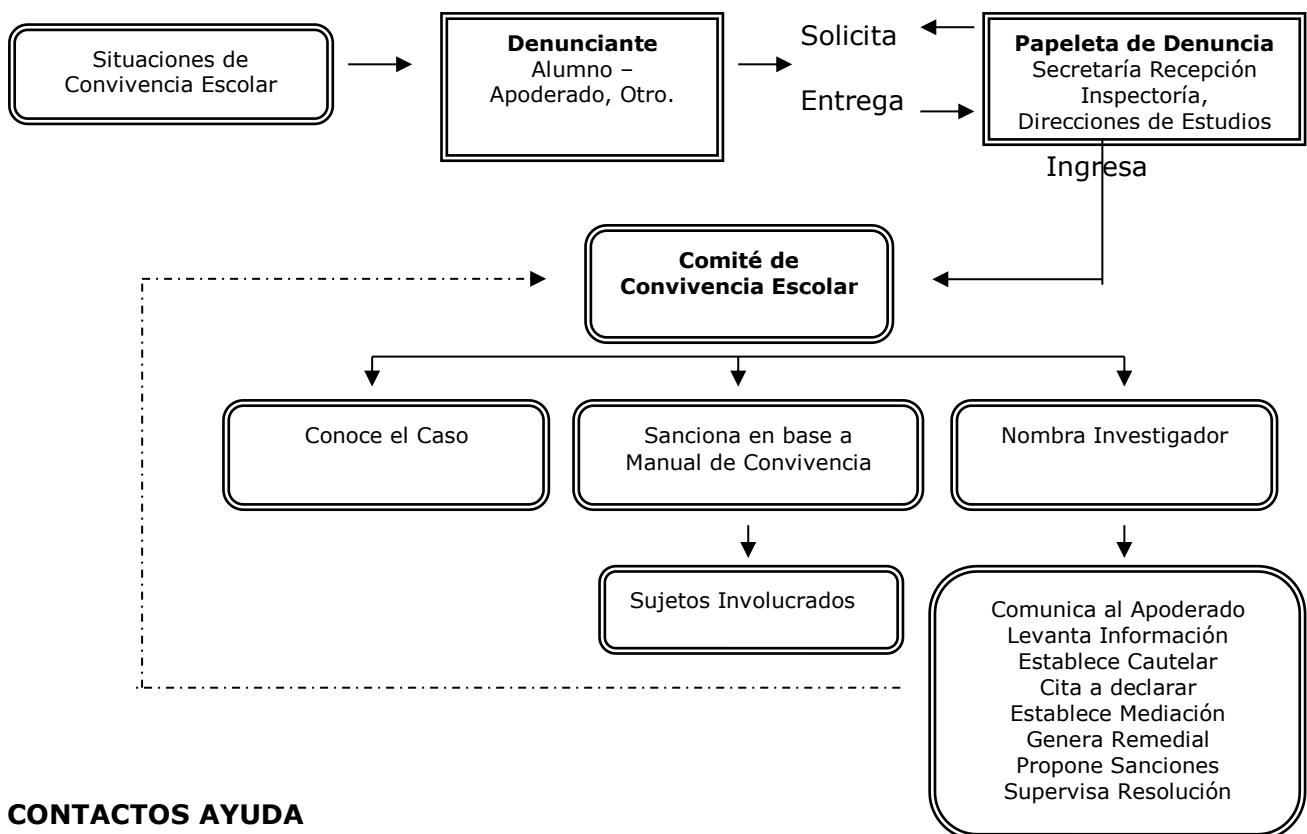 Situaciones de
Convivencia Escolar
Denunciante
Alumno –
Apoderado, Otro.
Solicita
Entrega
Papeleta de Denuncia
Secretaría Recepción
Inspectoría,
Direcciones de Estudios
Ingresa
Comité de
Convivencia Escolar
Conoce el Caso
Sanciona en base a
Manual de Convivencia
Nombra Investigador
Sujetos Involucrados
Comunica al Apoderado
Levanta Información
Establece Cautelar
Cita a declarar
Establece Mediación
Genera Remedial
Propone Sanciones
Supervisa Resolución
CONTACTOS AYUDA